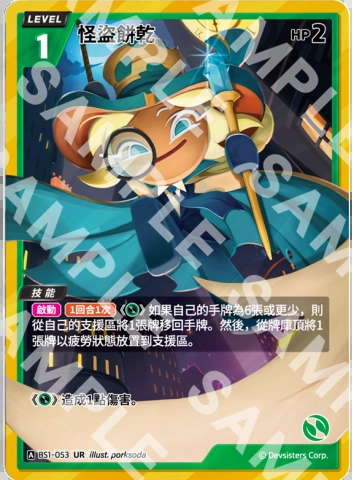 LEVEL
1
怪盜餅乾
HP 2
技能
啟動 1回合1次 《》如果自己的手牌為6張或更少，則
從自己的支援區將1張牌移回手牌。然後，從牌庫頂將1
張牌以疲勞狀態放置到支援區。
《》造成1點傷害。
A BS1-053 UR illust. porksoda
© Devsisters Corp.
SAMPLE SAMPLE SAMPLE